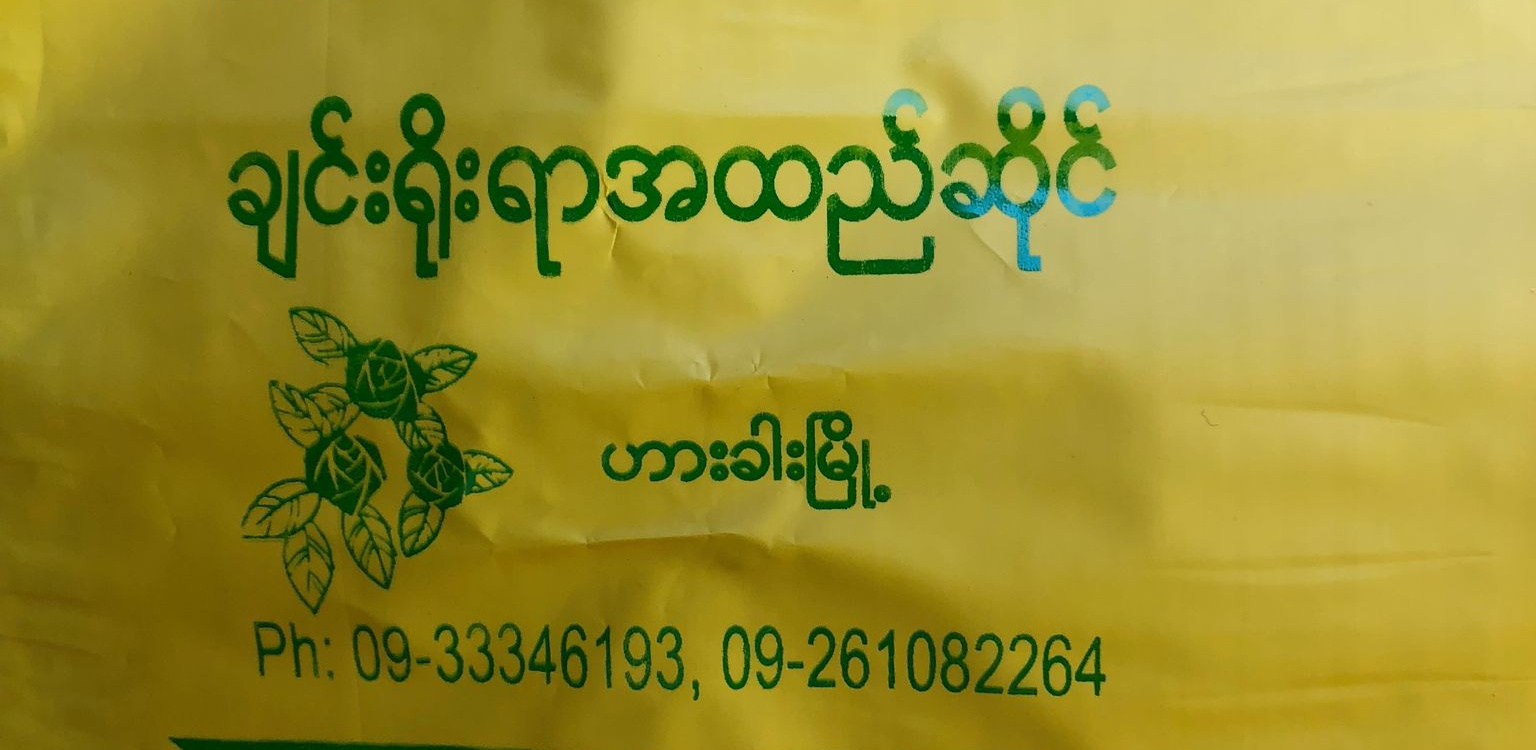 ချင်းရိုးရာအထည်ဆိုင်
ဟားခါးမြို့
Ph: 09-33346193, 09-261082264